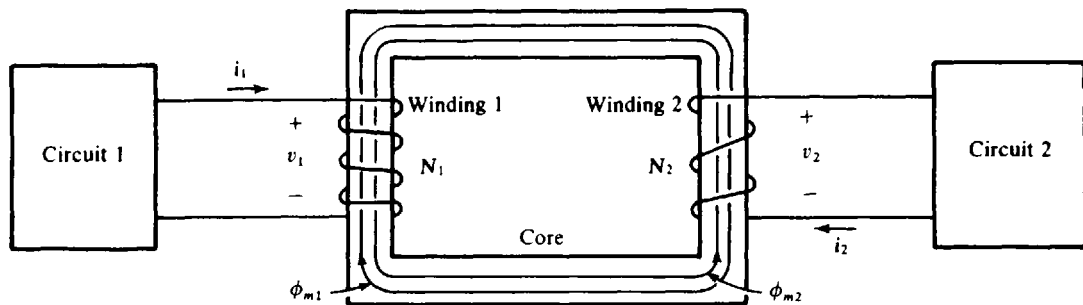 i₁
i₂
Circuit 1
+
v₁
−
Winding 1
N₁
Winding 2
N₂
+
v₂
−
Circuit 2
Core
ϕₘ₁
ϕₘ₂